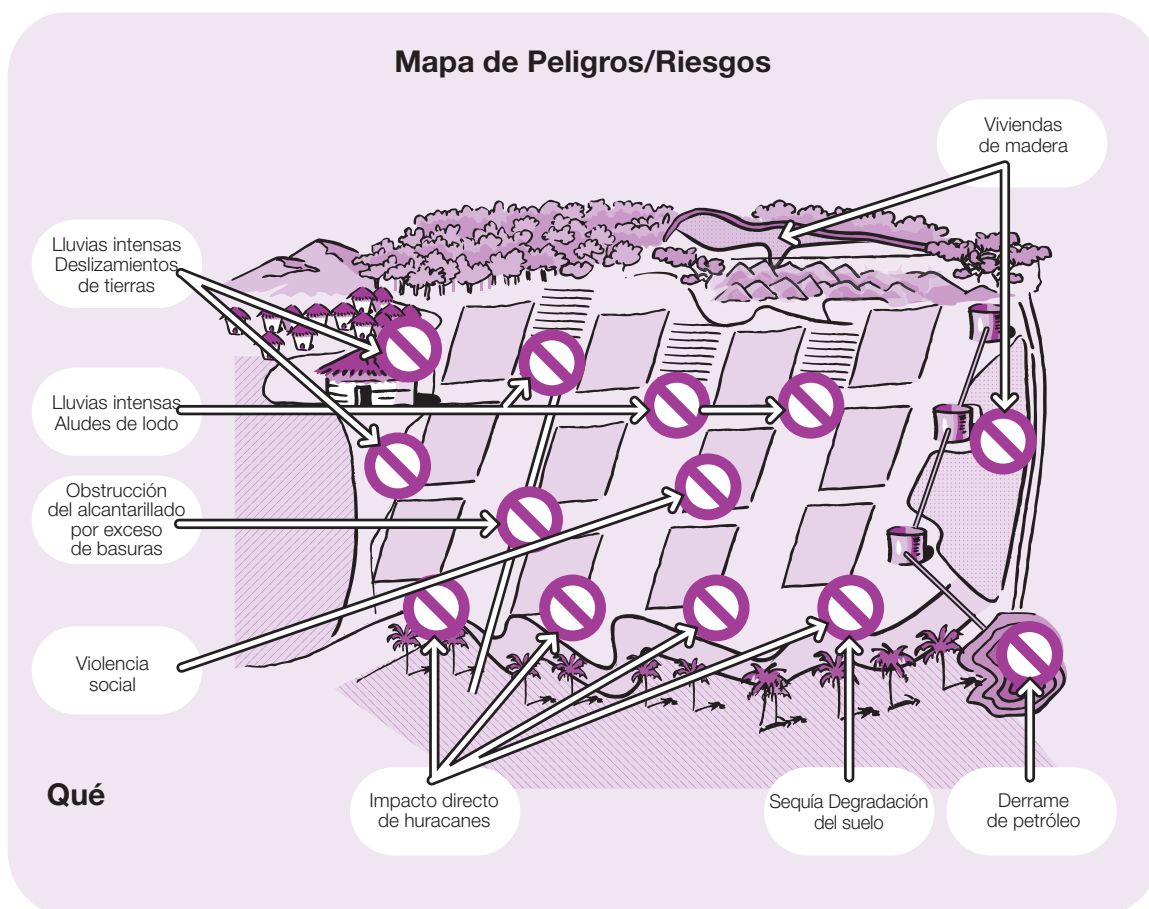 Mapa de Peligros/Riesgos
Viviendas
de madera
Lluvias intensas
Deslizamientos
de tierras
Lluvias intensas
Aludes de lodo
Obstrucción
del alcantarillado
por exceso
de basuras
Violencia
social
Qué
Impacto directo
de huracanes
Sequía Degradación
del suelo
Derrame
de petróleo